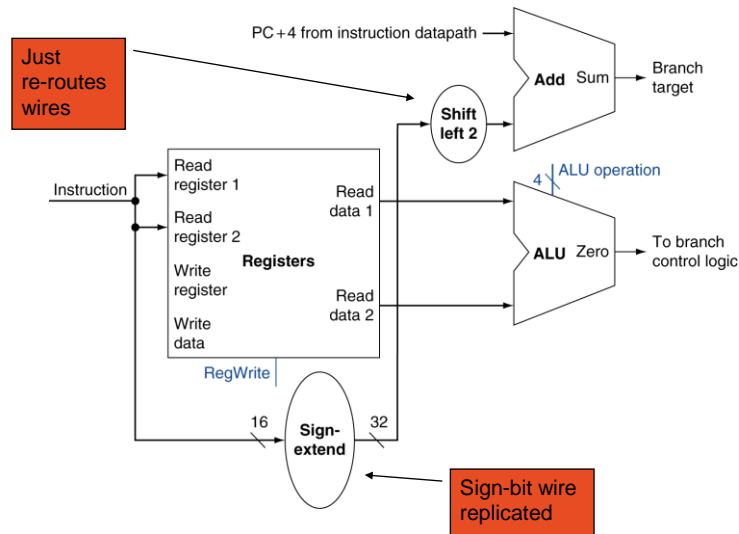 Just
re-routes
wires
PC+4 from instruction datapath
Add Sum
Branch
target
Shift
left 2
Instruction
Read
register 1
Read
register 2
Write
register
Write
data
Registers
Read
data 1
Read
data 2
RegWrite
4
ALU operation
ALU Zero
To branch
control logic
16
Sign-
extend
32
Sign-bit wire
replicated